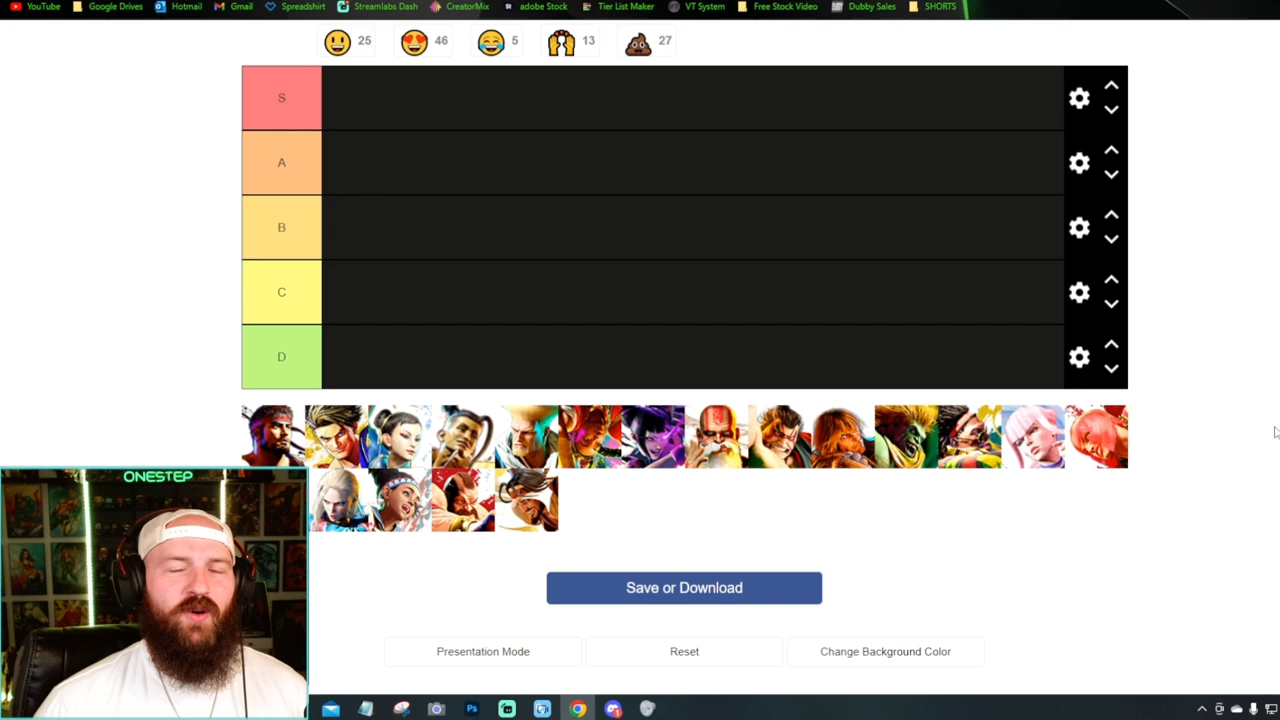 YouTube Google Drives Hotmail Gmail Spreadshirt Streamlabs Dash CreatorMix adobe Stock Tier List Maker VT System Free Stock Video Dubby Sales SHORTS
25 46 5 13 27
S
A
B
C
D
ONESTEP
Save or Download
Presentation Mode Reset Change Background Color